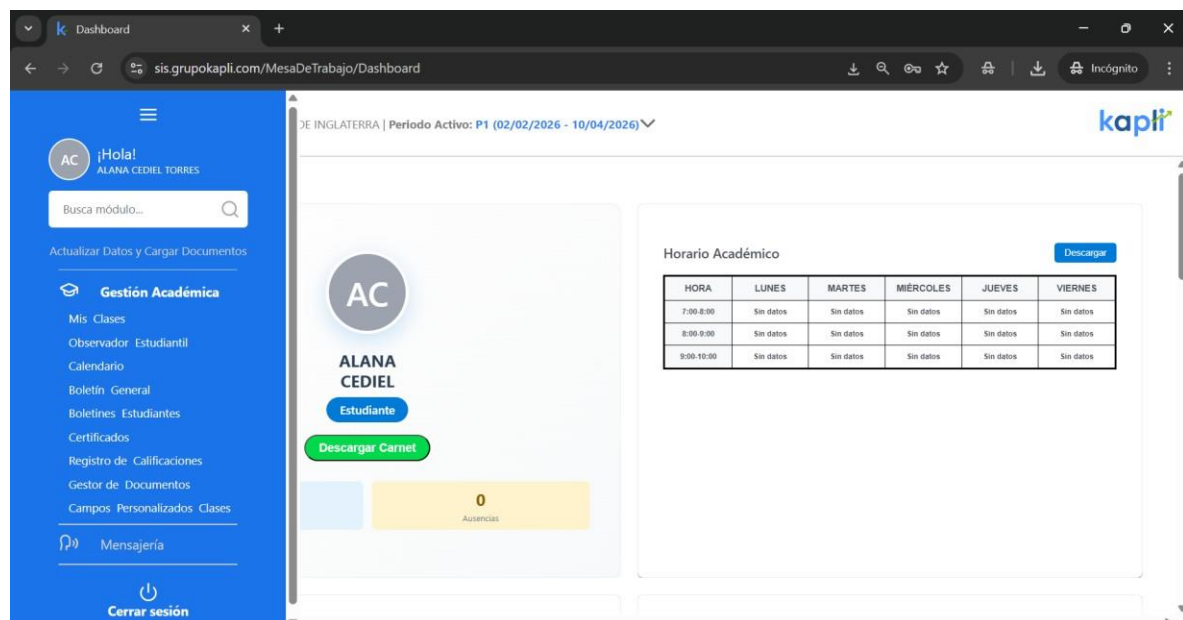 Dashboard
sis.grupokapli.com/MesaDeTrabajo/Dashboard
Incógnito
DE INGLATERRA | Periodo Activo: P1 (02/02/2026 - 10/04/2026)
kapli
AC
¡Hola!
ALANA CEDIEL TORRES
Busca módulo...
Actualizar Datos y Cargar Documentos
Gestión Académica
Mis Clases
Observador Estudiantil
Calendario
Boletín General
Boletines Estudiantes
Certificados
Registro de Calificaciones
Gestor de Documentos
Campos Personalizados Clases
Mensajería
Cerrar sesión
AC
ALANA
CEDIEL
Estudiante
Descargar Carnet
0
Ausencias
Horario Académico
Descargar
HORA LUNES MARTES MIÉRCOLES JUEVES VIERNES
7:00-8:00 Sin datos Sin datos Sin datos Sin datos Sin datos
8:00-9:00 Sin datos Sin datos Sin datos Sin datos Sin datos
9:00-10:00 Sin datos Sin datos Sin datos Sin datos Sin datos